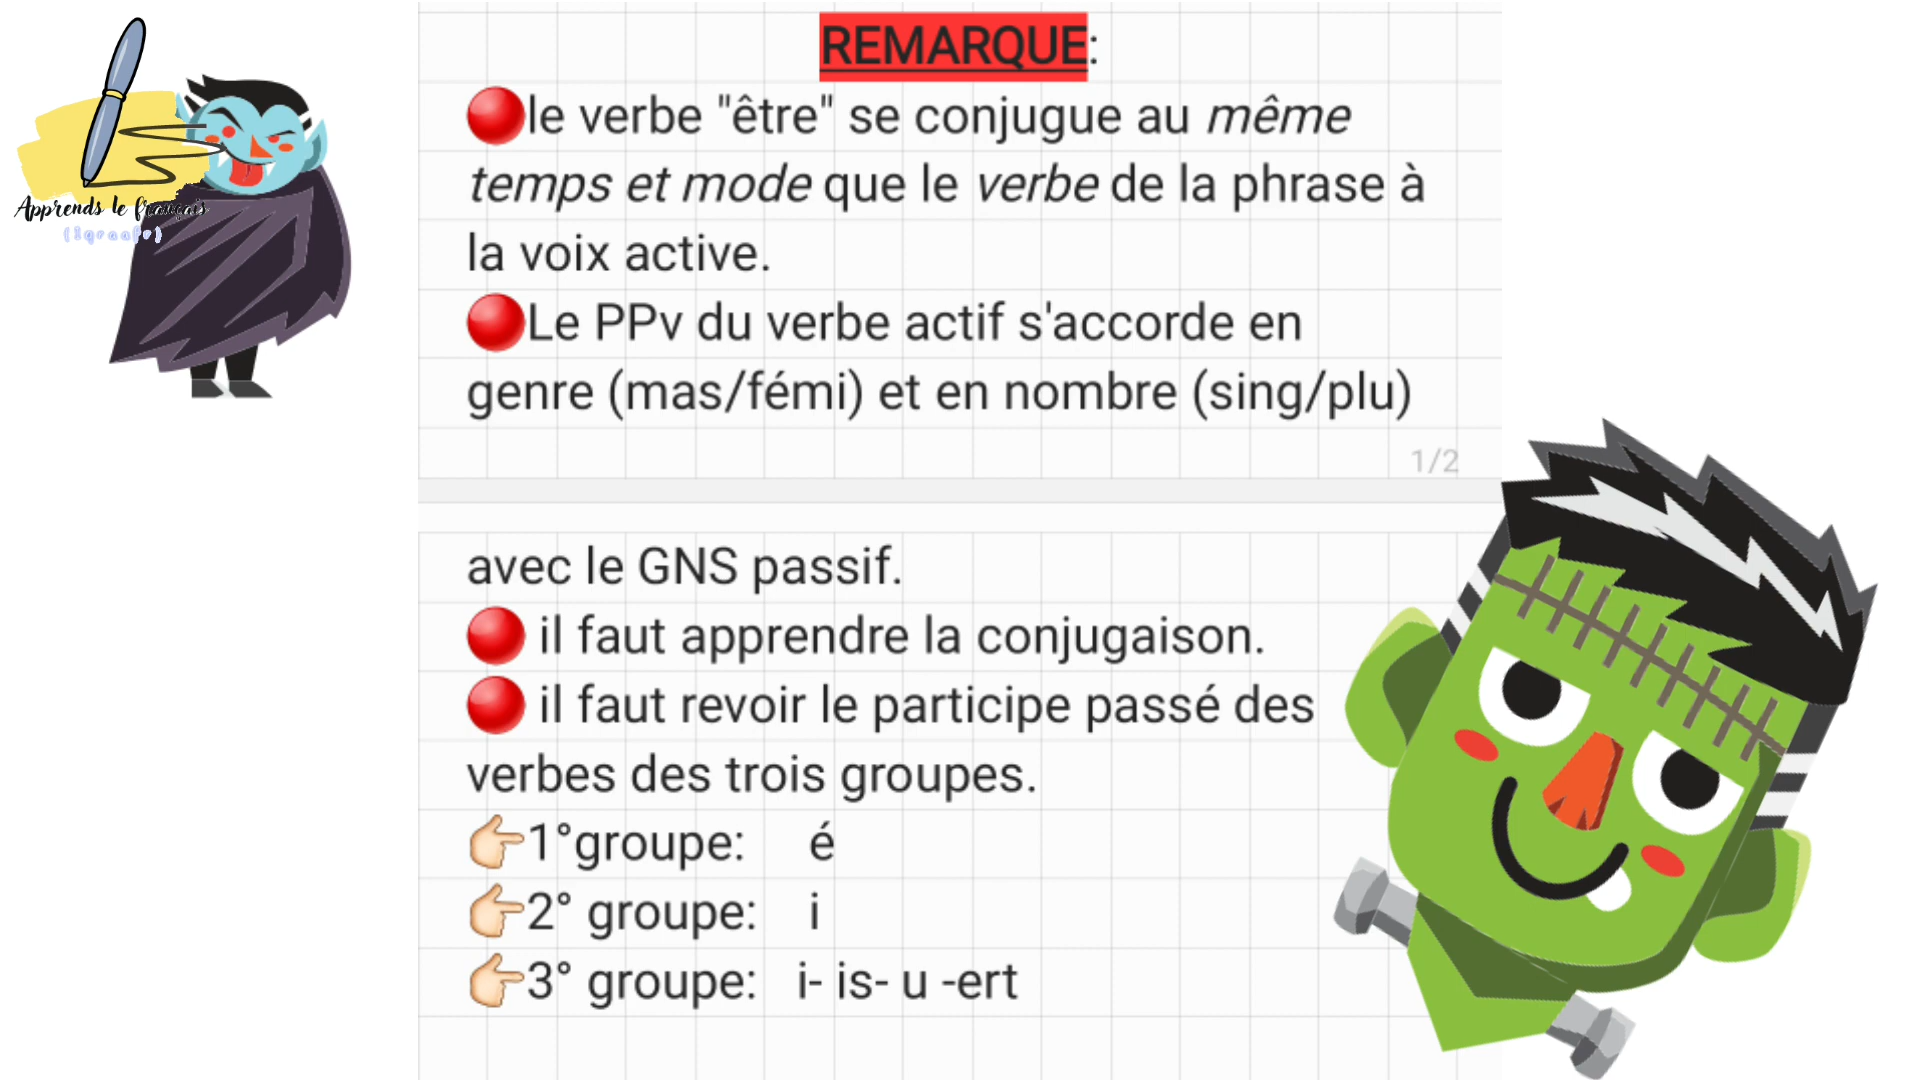 REMARQUE:
🔴le verbe "être" se conjugue au même
temps et mode que le verbe de la phrase à
la voix active.
🔴Le PPv du verbe actif s'accorde en
genre (mas/fémi) et en nombre (sing/plu)
1/2
avec le GNS passif.
🔴 il faut apprendre la conjugaison.
🔴 il faut revoir le participe passé des
verbes des trois groupes.
👉1°groupe: é
👉2° groupe: i
👉3° groupe: i- is- u -ert
Apprends le français